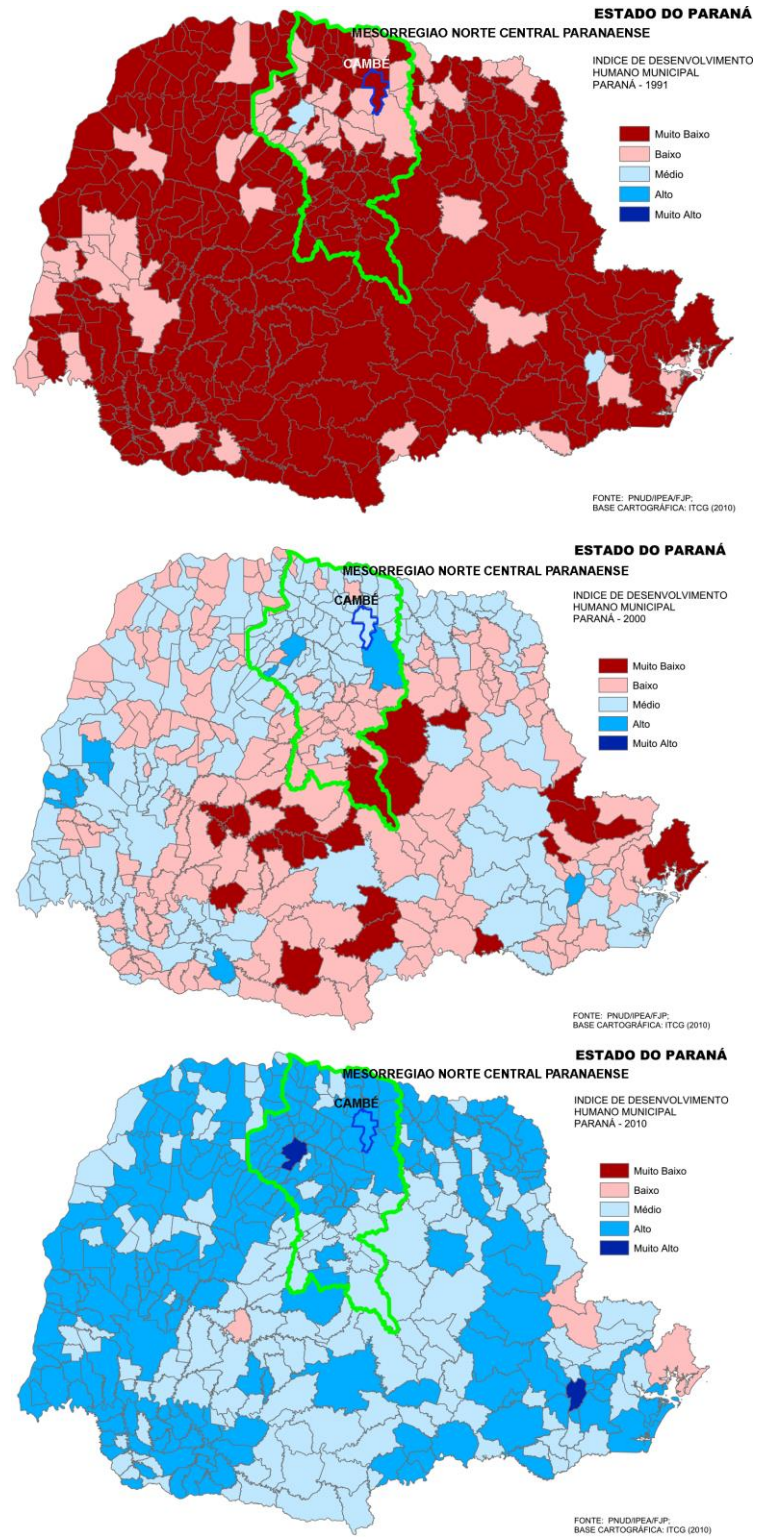 ESTADO DO PARANÁ
MESORREGIAO NORTE CENTRAL PARANAENSE
CAMBÉ
INDICE DE DESENVOLVIMENTO
HUMANO MUNICIPAL
PARANÁ - 1991
Muito Baixo
Baixo
Médio
Alto
Muito Alto
FONTE: PNUD/IPEA/FJP;
BASE CARTOGRÁFICA: ITCG (2010)
ESTADO DO PARANÁ
MESORREGIAO NORTE CENTRAL PARANAENSE
CAMBÉ
INDICE DE DESENVOLVIMENTO
HUMANO MUNICIPAL
PARANÁ - 2000
Muito Baixo
Baixo
Médio
Alto
Muito Alto
FONTE: PNUD/IPEA/FJP;
BASE CARTOGRÁFICA: ITCG (2010)
ESTADO DO PARANÁ
MESORREGIAO NORTE CENTRAL PARANAENSE
CAMBÉ
INDICE DE DESENVOLVIMENTO
HUMANO MUNICIPAL
PARANÁ - 2010
Muito Baixo
Baixo
Médio
Alto
Muito Alto
FONTE: PNUD/IPEA/FJP;
BASE CARTOGRÁFICA: ITCG (2010)